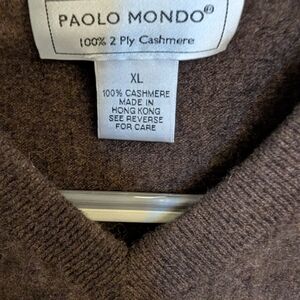 PAOLO MONDO®
100% 2 Ply Cashmere
XL
100% CASHMERE
MADE IN
HONG KONG
SEE REVERSE
FOR CARE